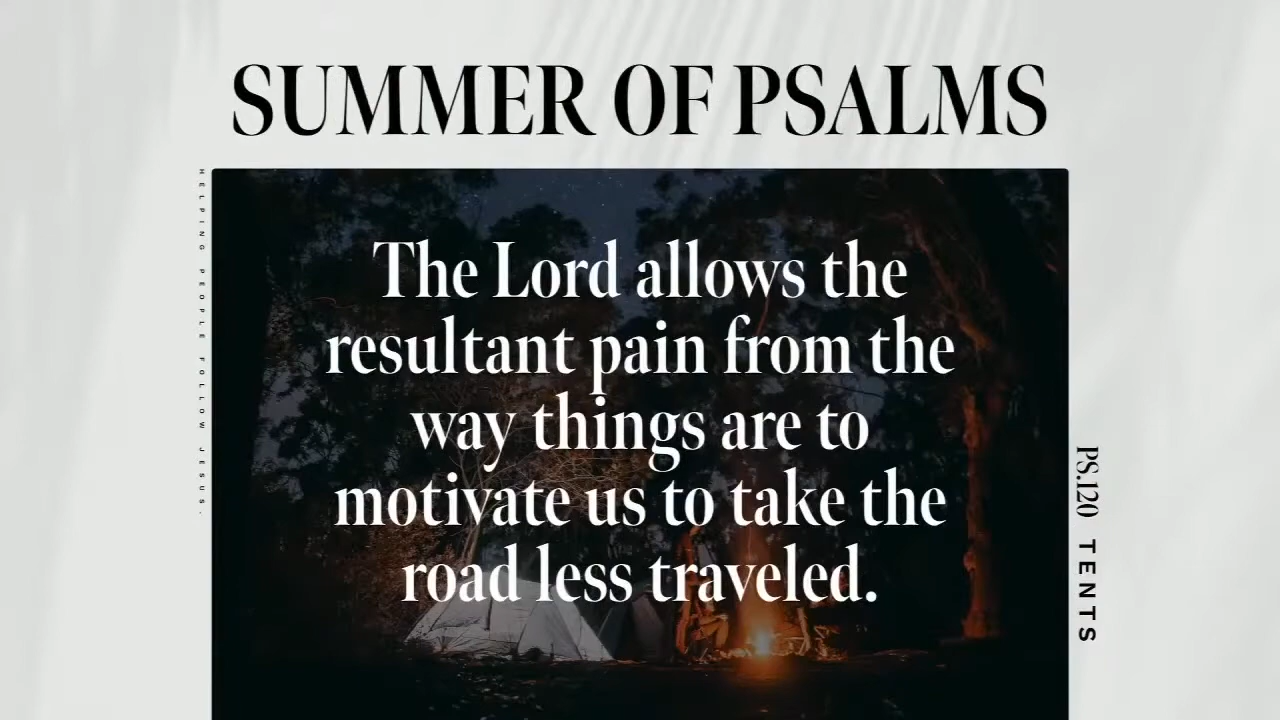 SUMMER OF PSALMS
HELPING PEOPLE FOLLOW JESUS.
The Lord allows the
resultant pain from the
way things are to
motivate us to take the
road less traveled.
PS.120 TENTS